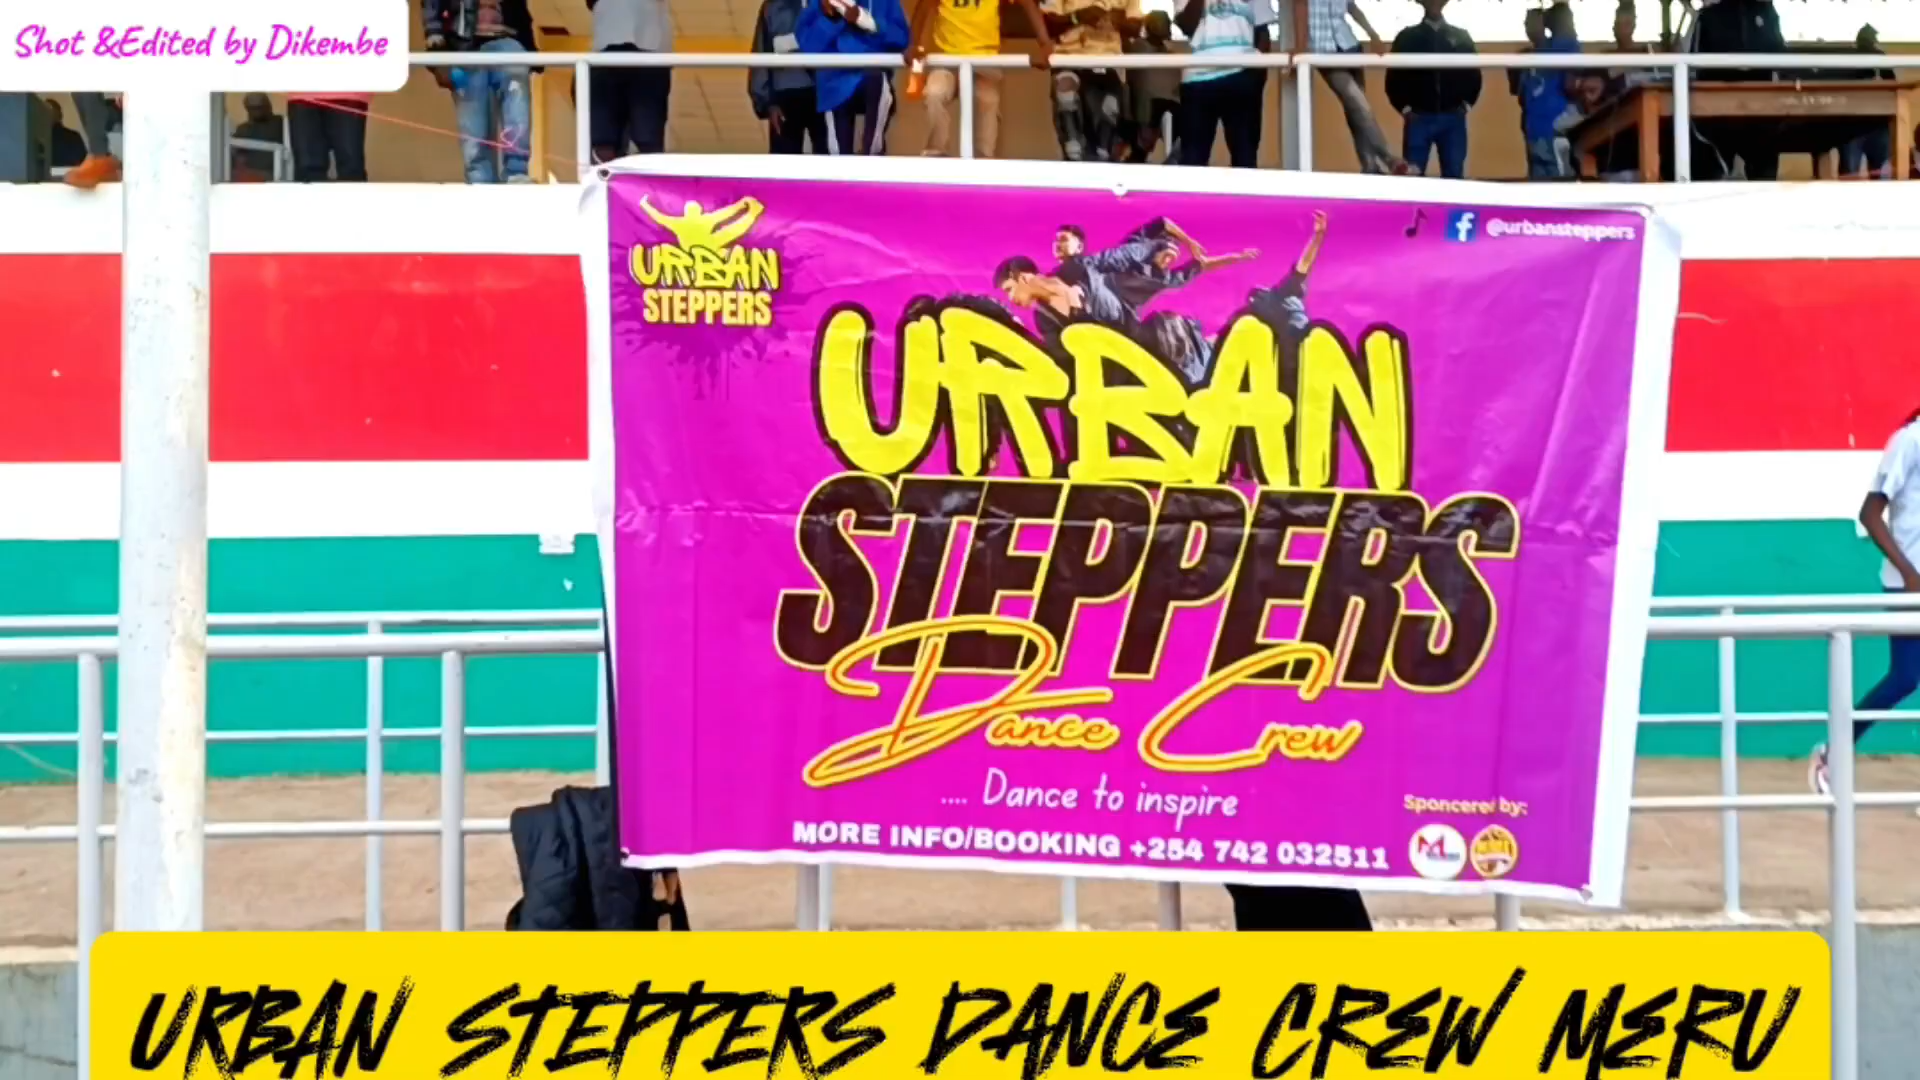 Shot &Edited by Dikembe
URBAN
STEPPERS
@urbansteppers
URBAN
STEPPERS
Dance Crew
.... Dance to inspire
Sponcered by:
MORE INFO/BOOKING +254 742 032511
URBAN STEPPERS DANCE CREW MERU